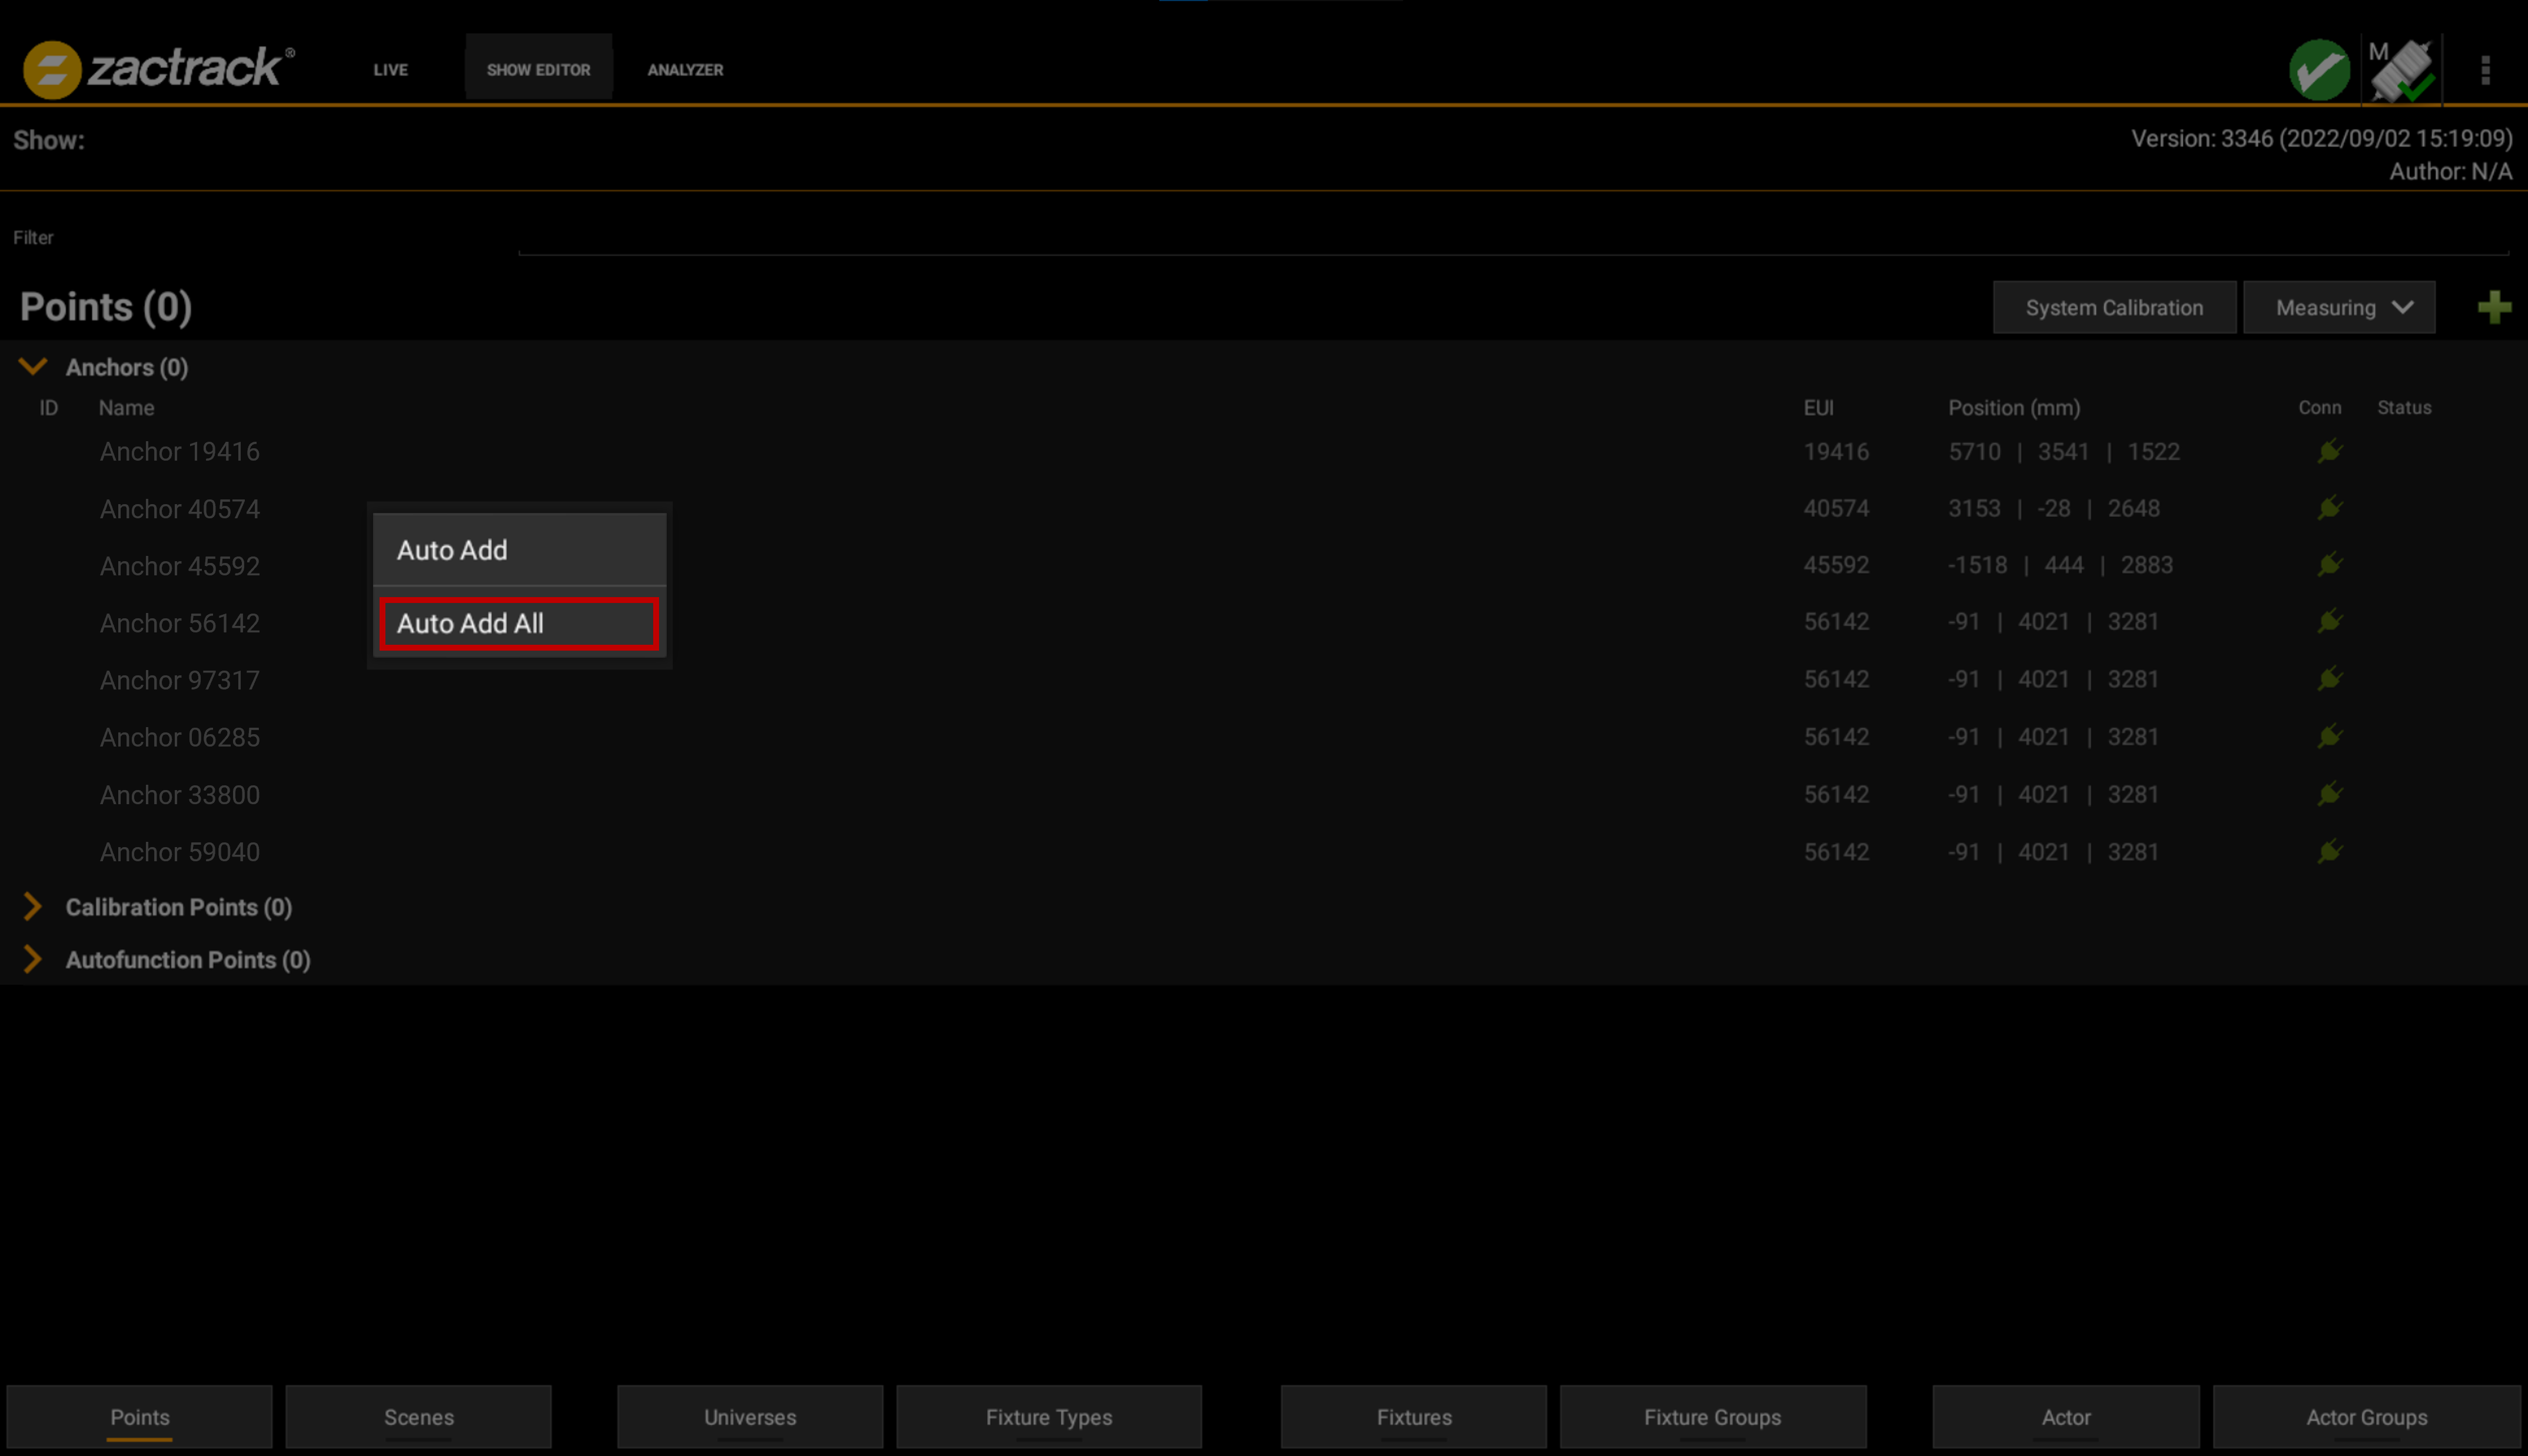 zactrack®
LIVE
SHOW EDITOR
ANALYZER
M
Show:
Version: 3346 (2022/09/02 15:19:09)
Author: N/A
Filter
Points (0)
System Calibration
Measuring
Anchors (0)
ID Name EUI Position (mm) Conn Status
Anchor 19416 19416 5710 | 3541 | 1522
Anchor 40574 40574 3153 | -28 | 2648
Anchor 45592 45592 -1518 | 444 | 2883
Anchor 56142 56142 -91 | 4021 | 3281
Anchor 97317 56142 -91 | 4021 | 3281
Anchor 06285 56142 -91 | 4021 | 3281
Anchor 33800 56142 -91 | 4021 | 3281
Anchor 59040 56142 -91 | 4021 | 3281
Auto Add
Auto Add All
Calibration Points (0)
Autofunction Points (0)
Points
Scenes
Universes
Fixture Types
Fixtures
Fixture Groups
Actor
Actor Groups